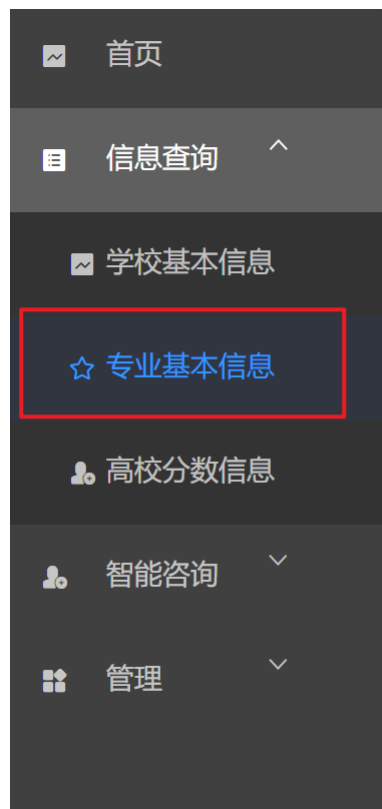 首页
信息查询
学校基本信息
专业基本信息
高校分数信息
智能咨询
管理